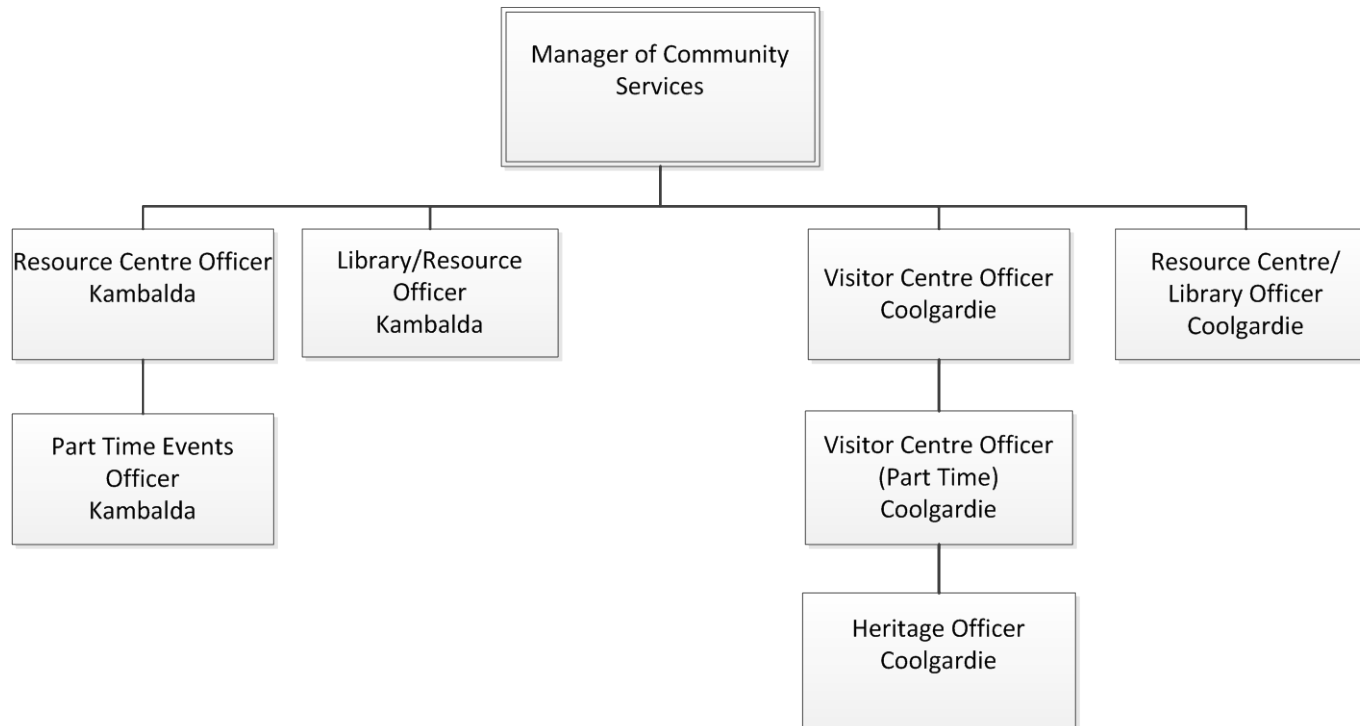 Manager of Community
Services
Resource Centre Officer
Kambalda
Library/Resource
Officer
Kambalda
Visitor Centre Officer
Coolgardie
Resource Centre/
Library Officer
Coolgardie
Part Time Events
Officer
Kambalda
Visitor Centre Officer
(Part Time)
Coolgardie
Heritage Officer
Coolgardie